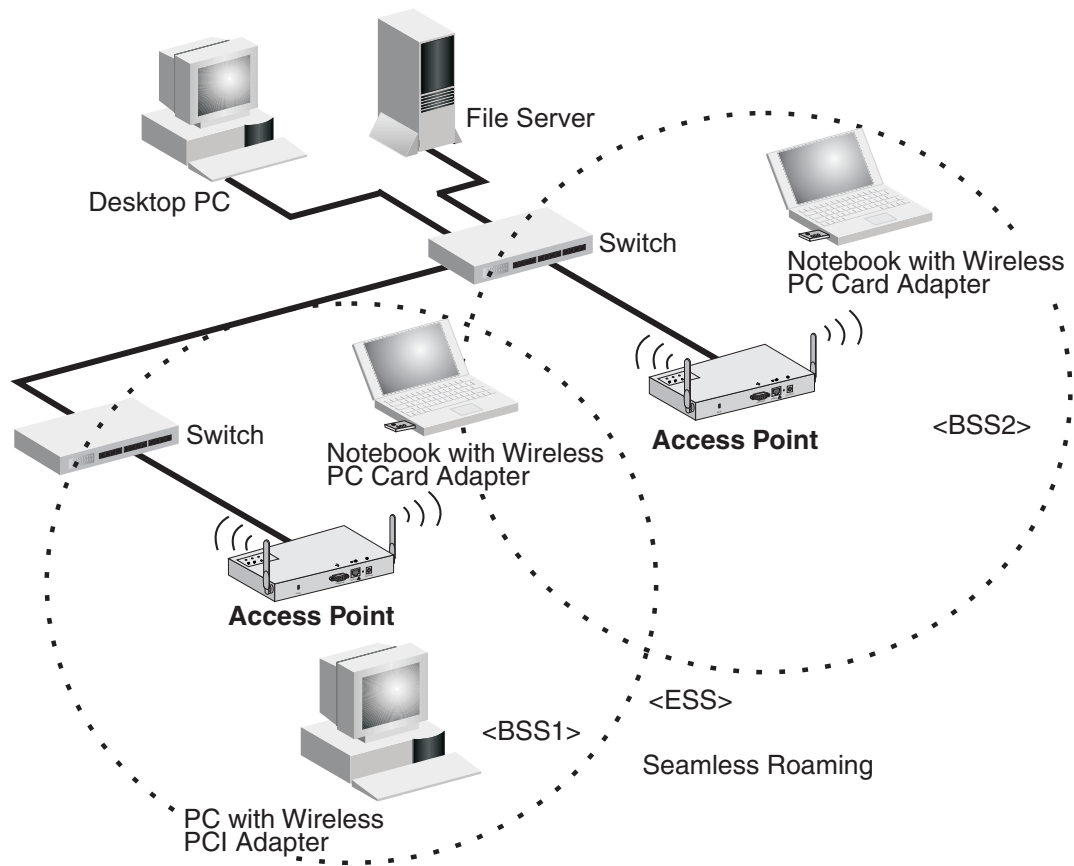 File Server
Desktop PC
Switch
Notebook with Wireless
PC Card Adapter
Switch
Notebook with Wireless
PC Card Adapter
Access Point
<BSS2>
Access Point
<ESS>
<BSS1>
Seamless Roaming
PC with Wireless
PCI Adapter